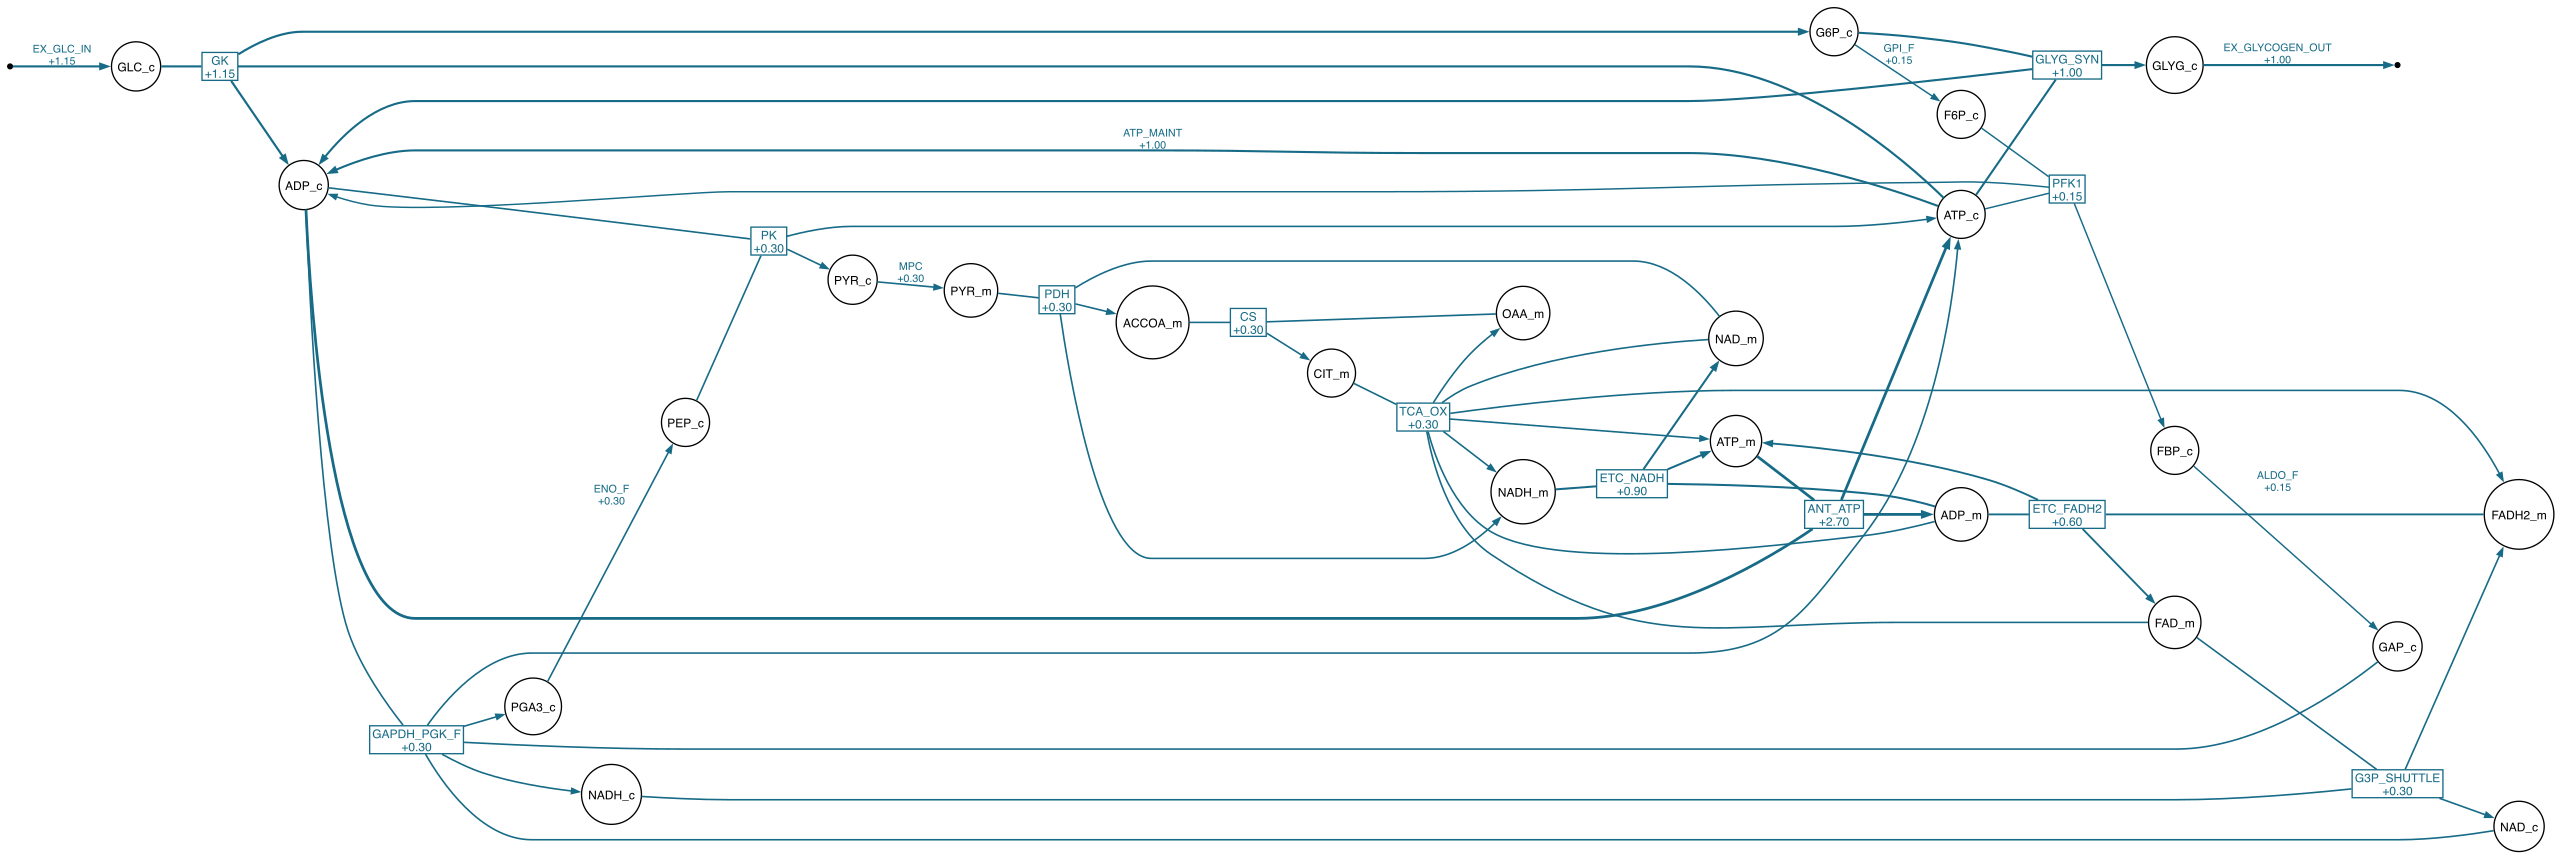 EX_GLC_IN
+1.15
GLC_c
GK
+1.15
G6P_c
GPI_F
+0.15
GLYG_SYN
+1.00
GLYG_c
EX_GLYCOGEN_OUT
+1.00
F6P_c
ATP_MAINT
+1.00
ADP_c
PFK1
+0.15
ATP_c
PK
+0.30
PYR_c
MPC
+0.30
PYR_m
PDH
+0.30
ACCOA_m
CS
+0.30
OAA_m
NAD_m
CIT_m
TCA_OX
+0.30
PEP_c
ATP_m
FBP_c
ALDO_F
+0.15
ENO_F
+0.30
NADH_m
ETC_NADH
+0.90
ANT_ATP
+2.70
ADP_m
ETC_FADH2
+0.60
FADH2_m
FAD_m
GAP_c
PGA3_c
GAPDH_PGK_F
+0.30
NADH_c
G3P_SHUTTLE
+0.30
NAD_c